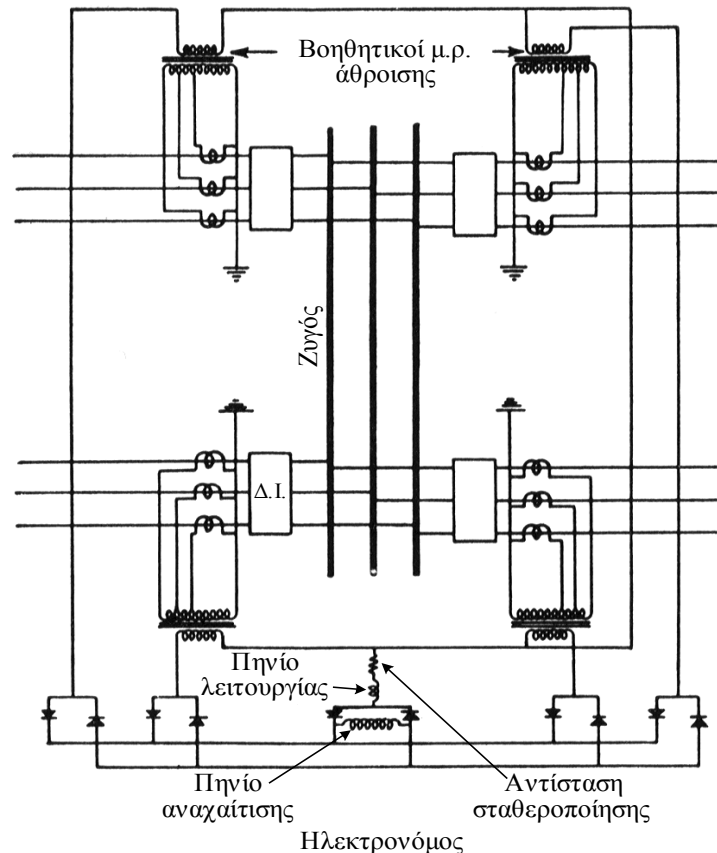 Βοηθητικοί μ.ρ.
άθροισης
Ζυγός
Δ.Ι.
Πηνίο
λειτουργίας
Πηνίο
αναχαίτισης
Αντίσταση
σταθεροποίησης
Ηλεκτρονόμος